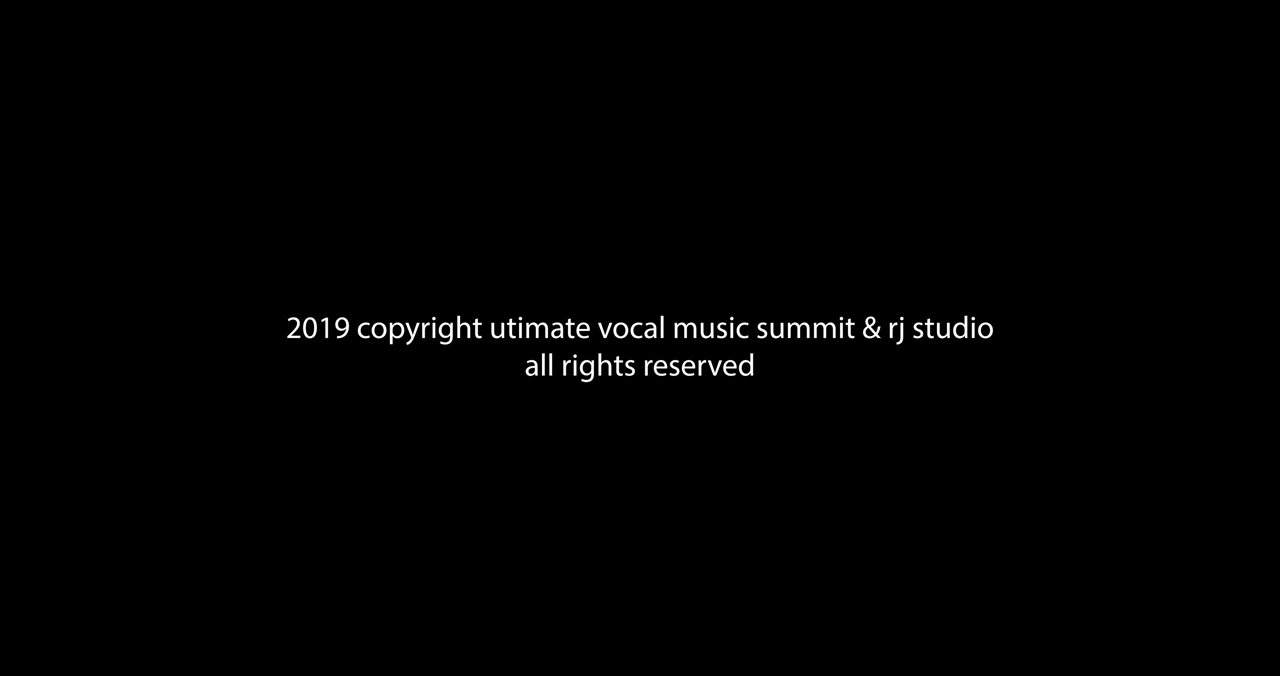 2019 copyright utimate vocal music summit & rj studio
all rights reserved